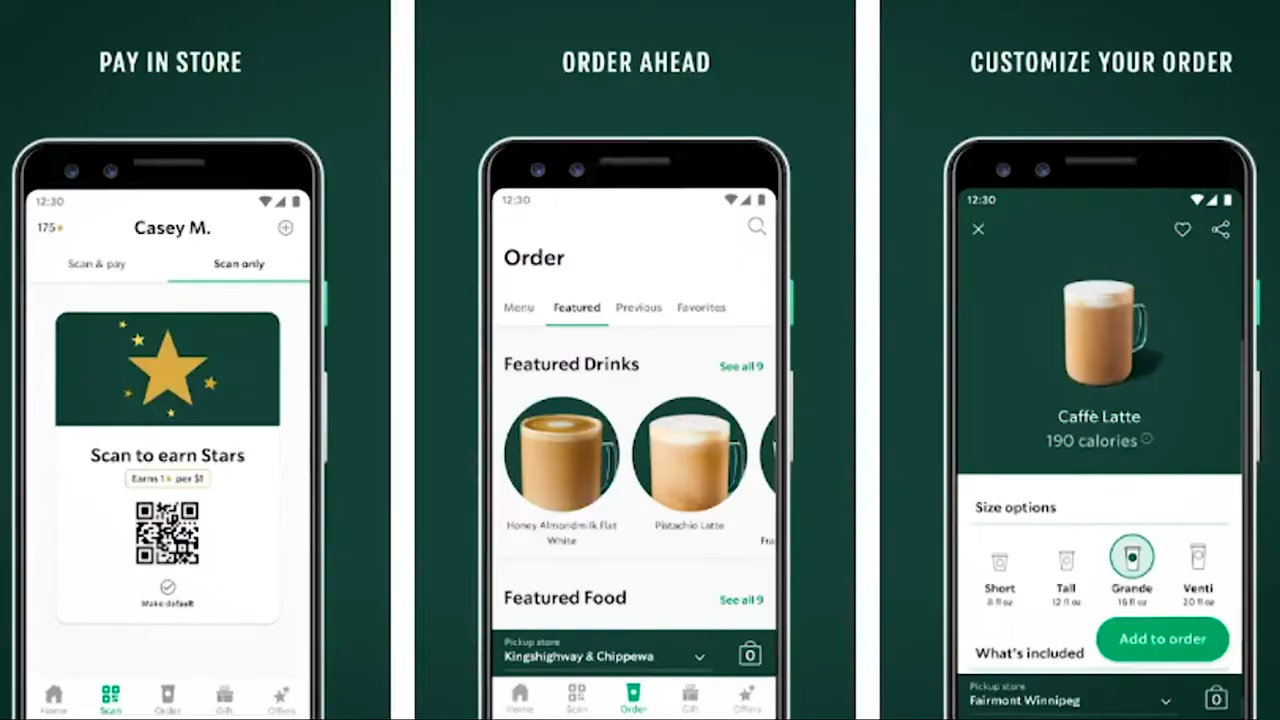 PAY IN STORE
12:30
175
Casey M.
Scan & pay
Scan only
Scan to earn Stars
Earns 1★ per $1
Make default
Home
Scan
Order
Gift
Offers
ORDER AHEAD
12:30
Order
Menu
Featured
Previous
Favorites
Featured Drinks
See all 9
Honey Almondmilk Flat
White
Pistachio Latte
Fra
Featured Food
See all 9
Pickup store
Kingshighway & Chippewa
0
Home
Scan
Order
Gift
Offers
CUSTOMIZE YOUR ORDER
12:30
Caffè Latte
190 calories
Size options
Short
8 fl oz
Tall
12 fl oz
Grande
16 fl oz
Venti
20 fl oz
Add to order
What's included
Pickup store
Fairmont Winnipeg
0